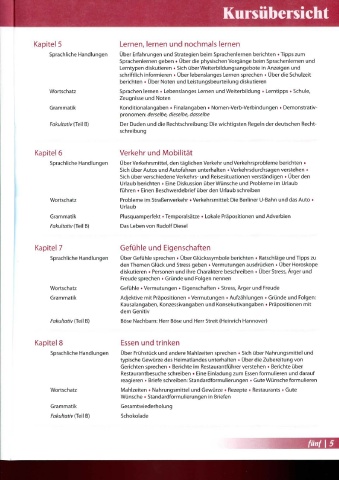 Kursübersicht
Kapitel 5 Lernen, lernen und nochmals lernen
Sprachliche Handlungen Über Erfahrungen und Strategien beim Sprachenlernen berichten • Tipps zum
Sprachenlernen geben • Über die physischen Vorgänge beim Sprachenlernen und
Lerntypen diskutieren • Sich über Weiterbildungsangebote in Anzeigen und
schriftlich informieren • Über lebenslanges Lernen sprechen • Über die Schulzeit
berichten • Über Noten und Leistungsbeurteilung diskutieren
Wortschatz Sprachen lernen • Lebenslanges Lernen und Weiterbildung • Lerntipps • Schule,
Zeugnisse und Noten
Grammatik Konditionalangaben • Finalangaben • Nomen-Verb-Verbindungen • Demonstrativ-
pronomen: derselbe, dieselbe, dasselbe
Fakultativ (Teil B) Der Duden und die Rechtschreibung: Die wichtigsten Regeln der deutschen Recht-
schreibung
Kapitel 6 Verkehr und Mobilität
Sprachliche Handlungen Über Verkehrsmittel, den täglichen Verkehr und Verkehrsprobleme berichten •
Sich über Autos und Autofahren unterhalten • Verkehrsdurchsagen verstehen •
Sich über verschiedene Verkehrs- und Reisesituationen verständigen • Über den
Urlaub berichten • Eine Diskussion über Wünsche und Probleme im Urlaub
führen • Einen Beschwerdebrief über den Urlaub schreiben
Wortschatz Probleme im Straßenverkehr • Verkehrsmittel: Die Berliner U-Bahn und das Auto •
Urlaub
Grammatik Plusquamperfekt • Temporalsätze • Lokale Präpositionen und Adverbien
Fakultativ (Teil B) Das Leben von Rudolf Diesel
Kapitel 7 Gefühle und Eigenschaften
Sprachliche Handlungen Über Gefühle sprechen • Über Glückssymbole berichten • Ratschläge und Tipps zu
den Themen Glück und Stress geben • Vermutungen ausdrücken • Über Horoskope
diskutieren • Personen und ihre Charaktere beschreiben • Über Stress, Ärger und
Freude sprechen • Gründe und Folgen nennen
Wortschatz Gefühle • Vermutungen • Eigenschaften • Stress, Ärger und Freude
Grammatik Adjektive mit Präpositionen • Vermutungen • Aufzählungen • Gründe und Folgen:
Kausalangaben, Konzessivangaben und Konsekutivangaben • Präpositionen mit
dem Genitiv
Fakultativ (Teil B) Böse Nachbarn: Herr Böse und Herr Streit (Heinrich Hannover)
Kapitel 8 Essen und trinken
Sprachliche Handlungen Über Frühstück und andere Mahlzeiten sprechen • Sich über Nahrungsmittel und
typische Gewürze des Heimatlandes unterhalten • Über die Zubereitung von
Gerichten sprechen • Berichte im Restaurantführer verstehen • Berichte über
Restaurantbesuche schreiben • Eine Einladung zum Essen formulieren und darauf
reagieren • Briefe schreiben: Standardformulierungen • Gute Wünsche formulieren
Wortschatz Mahlzeiten • Nahrungsmittel und Gewürze • Rezepte • Restaurants • Gute
Wünsche • Standardformulierungen in Briefen
Grammatik Gesamtwiederholung
Fakultativ (Teil B) Schokolade
fünf | 5